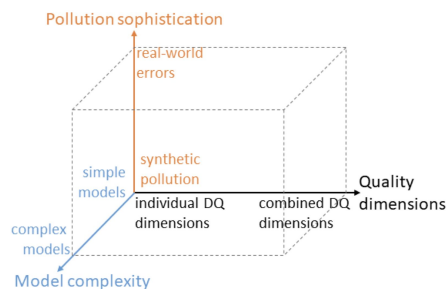 Pollution sophistication
real-world
errors
synthetic
pollution
simple
models
Quality
dimensions
individual DQ
dimensions
combined DQ
dimensions
complex
models
Model complexity